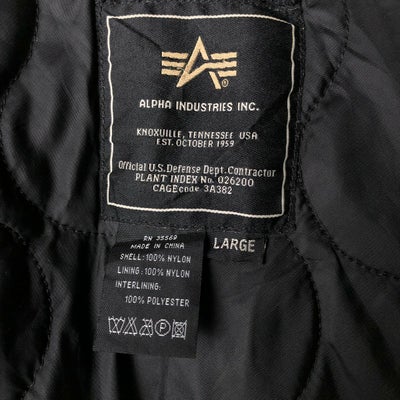 ALPHA INDUSTRIES INC.
KNOXVILLE, TENNESSEE USA
EST. OCTOBER 1959
Official U.S. Defense Dept. Contractor
PLANT INDEX No. 026200
CAGE code 3A382
LARGE
RN 35569
MADE IN CHINA
SHELL: 100% NYLON
LINING: 100% NYLON
INTERLINING:
100% POLYESTER